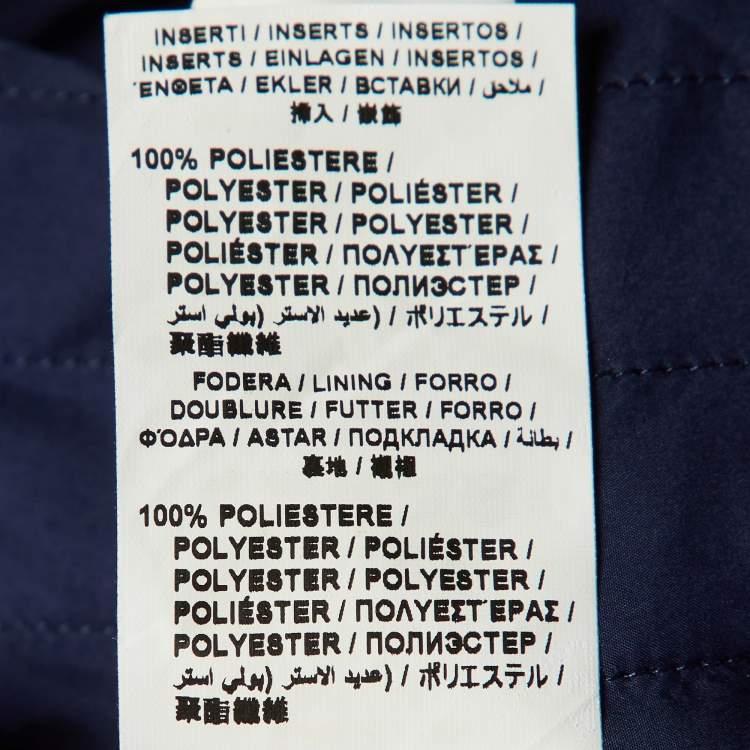 INSERTI / INSERTS / INSERTOS /
INSERTS / EINLAGEN / INSERTOS /
ΈΝΘΕΤΑ / EKLER / ВСТАВКИ / ملاحق /
挿入 / 嵌飾
100% POLIESTERE /
POLYESTER / POLIÉSTER /
POLYESTER / POLYESTER /
POLIÉSTER / ΠΟΛΥΕΣΤΈΡΑΣ /
POLYESTER / ПОЛИЭСТЕР /
عديد الاستر (بولي استر) / ポリエステル /
聚酯纖維
FODERA / LINING / FORRO /
DOUBLURE / FUTTER / FORRO /
ΦΌΔΡΑ / ASTAR / ПОДКЛАДКА / بطانة /
裏地 / 襯裡
100% POLIESTERE /
POLYESTER / POLIÉSTER /
POLYESTER / POLYESTER /
POLIÉSTER / ΠΟΛΥΕΣΤΈΡΑΣ /
POLYESTER / ПОЛИЭСТЕР /
عديد الاستر (بولي استر) / ポリエステル /
聚酯纖維